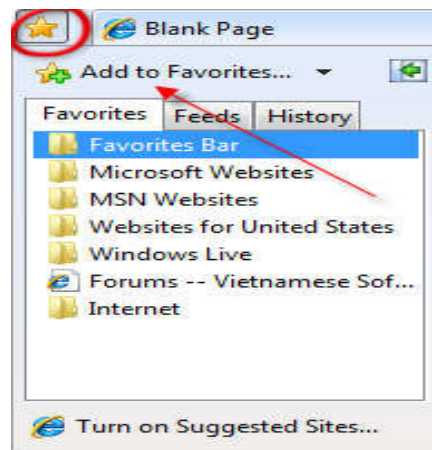 Blank Page
Add to Favorites...
Favorites Feeds History
Favorites Bar
Microsoft Websites
MSN Websites
Websites for United States
Windows Live
Forums -- Vietnamese Sof...
Internet
Turn on Suggested Sites...